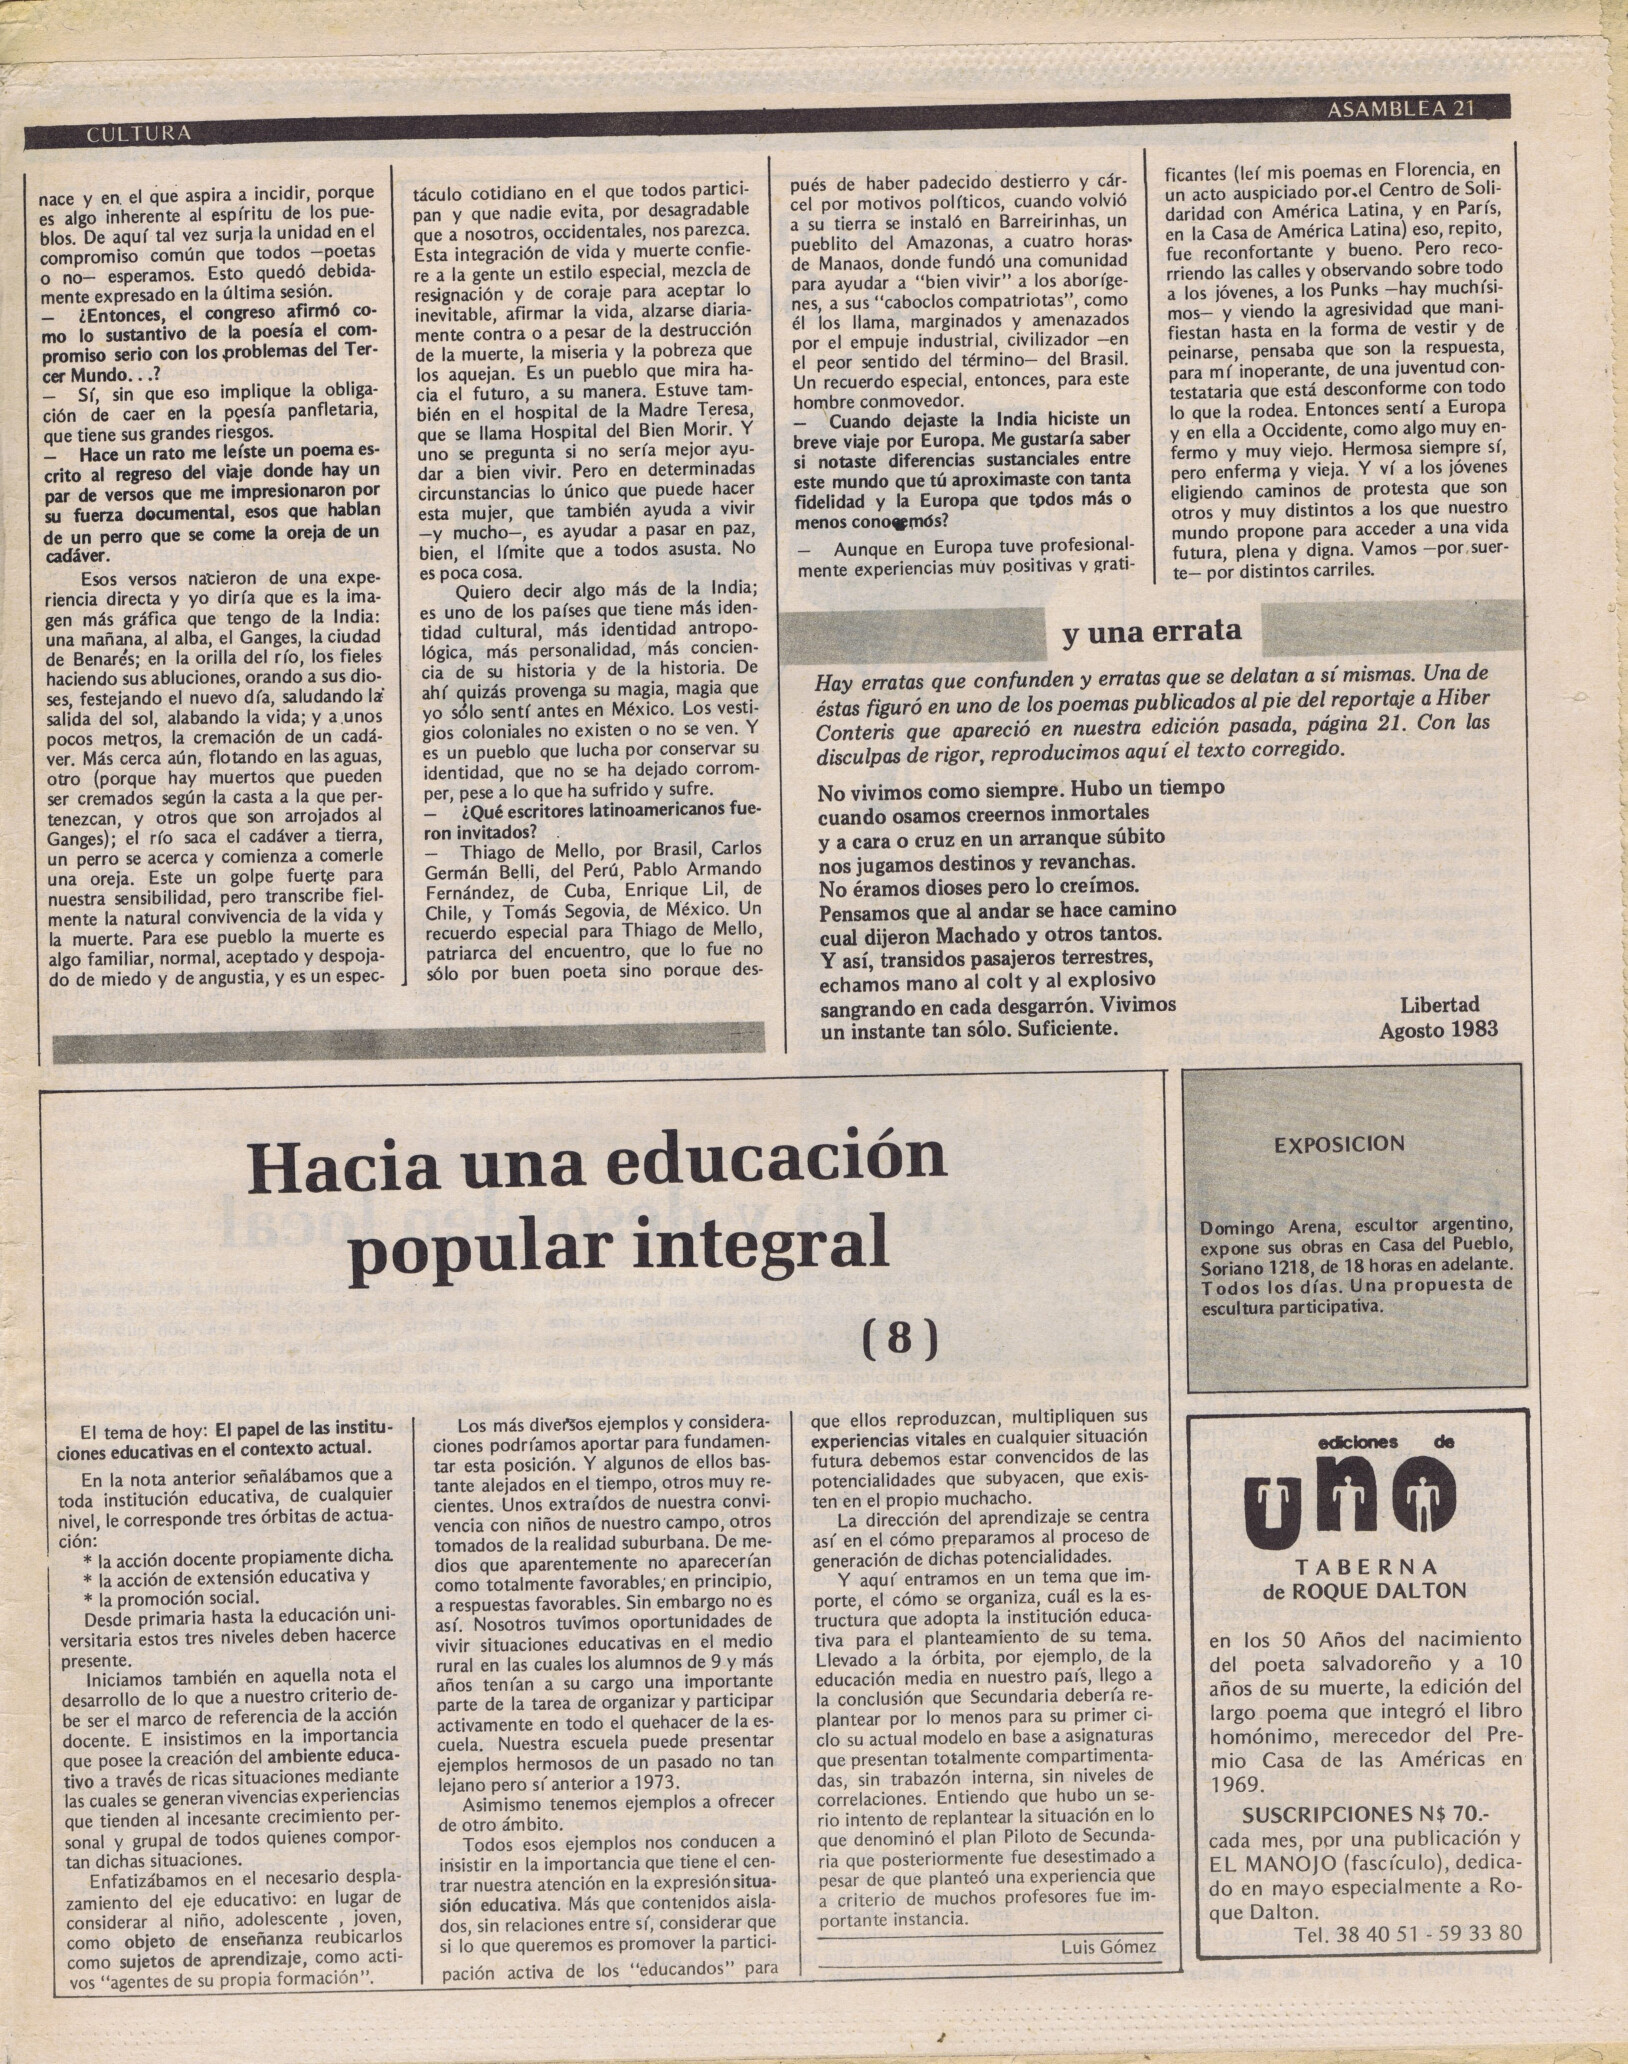 CULTURA
ASAMBLEA 21
nace y en el que aspira a incidir, porque
es algo inherente al espíritu de los pue-
blos. De aquí tal vez surja la unidad en el
compromiso común que todos —poetas
o no— esperamos. Esto quedó debida-
mente expresado en la última sesión.
— ¿Entonces, el congreso afirmó co-
mo lo sustantivo de la poesía el com-
promiso serio con los problemas del Ter-
cer Mundo. . .?
— Sí, sin que eso implique la obliga-
ción de caer en la poesía panfletaria,
que tiene sus grandes riesgos.
— Hace un rato me leíste un poema es-
crito al regreso del viaje donde hay un
par de versos que me impresionaron por
su fuerza documental, esos que hablan
de un perro que se come la oreja de un
cadáver.
Esos versos nacieron de una expe-
riencia directa y yo diría que es la ima-
gen más gráfica que tengo de la India:
una mañana, al alba, el Ganges, la ciudad
de Benarés; en la orilla del río, los fieles
haciendo sus abluciones, orando a sus dio-
ses, festejando el nuevo día, saludando la
salida del sol, alabando la vida; y a unos
pocos metros, la cremación de un cadá-
ver. Más cerca aún, flotando en las aguas,
otro (porque hay muertos que pueden
ser cremados según la casta a la que per-
tenezcan, y otros que son arrojados al
Ganges); el río saca el cadáver a tierra,
un perro se acerca y comienza a comerle
una oreja. Este un golpe fuerte para
nuestra sensibilidad, pero transcribe fiel-
mente la natural convivencia de la vida y
la muerte. Para ese pueblo la muerte es
algo familiar, normal, aceptado y despoja-
do de miedo y de angustia, y es un espec-
táculo cotidiano en el que todos partici-
pan y que nadie evita, por desagradable
que a nosotros, occidentales, nos parezca.
Esta integración de vida y muerte confie-
re a la gente un estilo especial, mezcla de
resignación y de coraje para aceptar lo
inevitable, afirmar la vida, alzarse diaria-
mente contra o a pesar de la destrucción
de la muerte, la miseria y la pobreza que
los aquejan. Es un pueblo que mira ha-
cia el futuro, a su manera. Estuve tam-
bién en el hospital de la Madre Teresa,
que se llama Hospital del Bien Morir. Y
uno se pregunta si no sería mejor ayu-
dar a bien vivir. Pero en determinadas
circunstancias lo único que puede hacer
esta mujer, que también ayuda a vivir
—y mucho—, es ayudar a pasar en paz,
bien, el límite que a todos asusta. No
es poca cosa.
Quiero decir algo más de la India;
es uno de los países que tiene más iden-
tidad cultural, más identidad antropo-
lógica, más personalidad, más concien-
cia de su historia y de la historia. De
ahí quizás provenga su magia, magia que
yo sólo sentí antes en México. Los vesti-
gios coloniales no existen o no se ven. Y
es un pueblo que lucha por conservar su
identidad, que no se ha dejado corrom-
per, pese a lo que ha sufrido y sufre.
— ¿Qué escritores latinoamericanos fue-
ron invitados?
— Thiago de Mello, por Brasil, Carlos
Germán Belli, del Perú, Pablo Armando
Fernández, de Cuba, Enrique Lil, de
Chile, y Tomás Segovia, de México. Un
recuerdo especial para Thiago de Mello,
patriarca del encuentro, que lo fue no
sólo por buen poeta sino porque des-
pués de haber padecido destierro y cár-
cel por motivos políticos, cuando volvió
a su tierra se instaló en Barreirinhas, un
pueblito del Amazonas, a cuatro horas
de Manaos, donde fundó una comunidad
para ayudar a "bien vivir" a los aboríge-
nes, a sus "caboclos compatriotas", como
él los llama, marginados y amenazados
por el empuje industrial, civilizador —en
el peor sentido del término— del Brasil.
Un recuerdo especial, entonces, para este
hombre conmovedor.
— Cuando dejaste la India hiciste un
breve viaje por Europa. Me gustaría saber
si notaste diferencias sustanciales entre
este mundo que tú aproximaste con tanta
fidelidad y la Europa que todos más o
menos conocemos?
— Aunque en Europa tuve profesional-
mente experiencias muy positivas y grati-
ficantes (leí mis poemas en Florencia, en
un acto auspiciado por el Centro de Soli-
daridad con América Latina, y en París,
en la Casa de América Latina) eso, repito,
fue reconfortante y bueno. Pero reco-
rriendo las calles y observando sobre todo
a los jóvenes, a los Punks —hay muchísi-
mos— y viendo la agresividad que mani-
fiestan hasta en la forma de vestir y de
peinarse, pensaba que son la respuesta,
para mí inoperante, de una juventud con-
testataria que está desconforme con todo
lo que la rodea. Entonces sentí a Europa
y en ella a Occidente, como algo muy en-
fermo y muy viejo. Hermosa siempre sí,
pero enferma y vieja. Y ví a los jóvenes
eligiendo caminos de protesta que son
otros y muy distintos a los que nuestro
mundo propone para acceder a una vida
futura, plena y digna. Vamos —por suer-
te— por distintos carriles.
y una errata
Hay erratas que confunden y erratas que se delatan a sí mismas. Una de
éstas figuró en uno de los poemas publicados al pie del reportaje a Hiber
Conteris que apareció en nuestra edición pasada, página 21. Con las
disculpas de rigor, reproducimos aquí el texto corregido.
No vivimos como siempre. Hubo un tiempo
cuando osamos creernos inmortales
y a cara o cruz en un arranque súbito
nos jugamos destinos y revanchas.
No éramos dioses pero lo creímos.
Pensamos que al andar se hace camino
cual dijeron Machado y otros tantos.
Y así, transidos pasajeros terrestres,
echamos mano al colt y al explosivo
sangrando en cada desgarrón. Vivimos
un instante tan sólo. Suficiente.
Libertad
Agosto 1983
Hacia una educación
popular integral
(8)
El tema de hoy: El papel de las institu-
ciones educativas en el contexto actual.
En la nota anterior señalábamos que a
toda institución educativa, de cualquier
nivel, le corresponde tres órbitas de actua-
ción:
* la acción docente propiamente dicha
* la acción de extensión educativa y
* la promoción social.
Desde primaria hasta la educación uni-
versitaria estos tres niveles deben hacerce
presente.
Iniciamos también en aquella nota el
desarrollo de lo que a nuestro criterio de-
be ser el marco de referencia de la acción
docente. E insistimos en la importancia
que posee la creación del ambiente educa-
tivo a través de ricas situaciones mediante
las cuales se generan vivencias experiencias
que tienden al incesante crecimiento per-
sonal y grupal de todos quienes compor-
tan dichas situaciones.
Enfatizábamos en el necesario despla-
zamiento del eje educativo: en lugar de
considerar al niño, adolescente , joven,
como objeto de enseñanza reubicarlos
como sujetos de aprendizaje, como acti-
vos "agentes de su propia formación".
Los más diversos ejemplos y considera-
ciones podríamos aportar para fundamen-
tar esta posición. Y algunos de ellos bas-
tante alejados en el tiempo, otros muy re-
cientes. Unos extraídos de nuestra convi-
vencia con niños de nuestro campo, otros
tomados de la realidad suburbana. De me-
dios que aparentemente no aparecerían
como totalmente favorables, en principio,
a respuestas favorables. Sin embargo no es
así. Nosotros tuvimos oportunidades de
vivir situaciones educativas en el medio
rural en las cuales los alumnos de 9 y más
años tenían a su cargo una importante
parte de la tarea de organizar y participar
activamente en todo el quehacer de la es-
cuela. Nuestra escuela puede presentar
ejemplos hermosos de un pasado no tan
lejano pero sí anterior a 1973.
Asimismo tenemos ejemplos a ofrecer
de otro ámbito.
Todos esos ejemplos nos conducen a
insistir en la importancia que tiene el cen-
trar nuestra atención en la expresión situa-
sión educativa. Más que contenidos aisla-
dos, sin relaciones entre sí, considerar que
si lo que queremos es promover la partici-
pación activa de los "educandos" para
que ellos reproduzcan, multipliquen sus
experiencias vitales en cualquier situación
futura debemos estar convencidos de las
potencialidades que subyacen, que exis-
ten en el propio muchacho.
La dirección del aprendizaje se centra
así en el cómo preparamos al proceso de
generación de dichas potencialidades.
Y aquí entramos en un tema que im-
porte, el cómo se organiza, cuál es la es-
tructura que adopta la institución educa-
tiva para el planteamiento de su tema.
Llevado a la órbita, por ejemplo, de la
educación media en nuestro país, llego a
la conclusión que Secundaria debería re-
plantear por lo menos para su primer ci-
clo su actual modelo en base a asignaturas
que presentan totalmente compartimenta-
das, sin trabazón interna, sin niveles de
correlaciones. Entiendo que hubo un se-
rio intento de replantear la situación en lo
que denominó el plan Piloto de Secunda-
ria que posteriormente fue desestimado a
pesar de que planteó una experiencia que
a criterio de muchos profesores fue im-
portante instancia.
Luis Gómez
EXPOSICION
Domingo Arena, escultor argentino,
expone sus obras en Casa del Pueblo,
Soriano 1218, de 18 horas en adelante.
Todos los días. Una propuesta de
escultura participativa.
ediciones de
uno
TABERNA
de ROQUE DALTON
en los 50 Años del nacimiento
del poeta salvadoreño y a 10
años de su muerte, la edición del
largo poema que integró el libro
homónimo, merecedor del Pre-
mio Casa de las Américas en
1969.
SUSCRIPCIONES N$ 70.-
cada mes, por una publicación y
EL MANOJO (fascículo), dedica-
do en mayo especialmente a Ro-
que Dalton.
Tel. 38 40 51 - 59 33 80